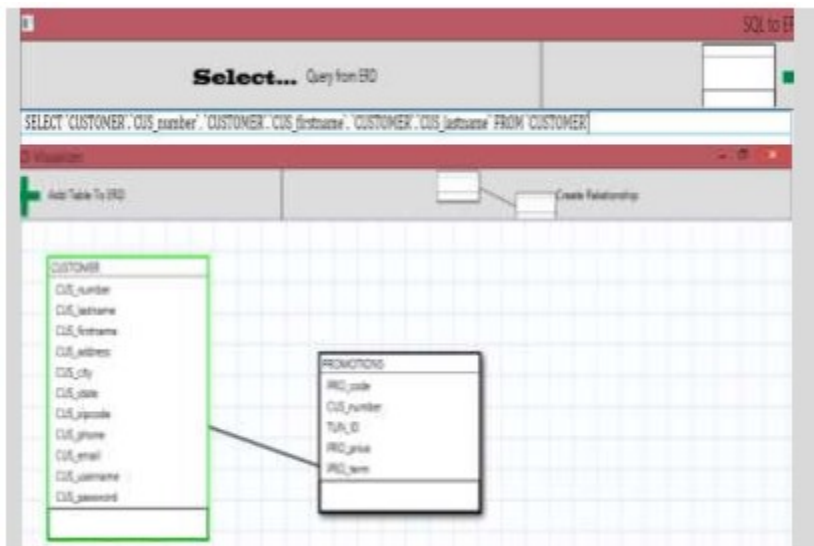 SQL to ER
Select... Query from ERD
SELECT `CUSTOMER`.`CUS_number`, `CUSTOMER`.`CUS_firstname`, `CUSTOMER`.`CUS_lastname` FROM `CUSTOMER`
Visualizer
Add Table To ERD
Create Relationship
CUSTOMER
CUS_number
CUS_lastname
CUS_firstname
CUS_address
CUS_city
CUS_state
CUS_zipcode
CUS_phone
CUS_email
CUS_username
CUS_password
PROMOTIONS
PRO_code
CUS_number
TUN_ID
PRO_price
PRO_term